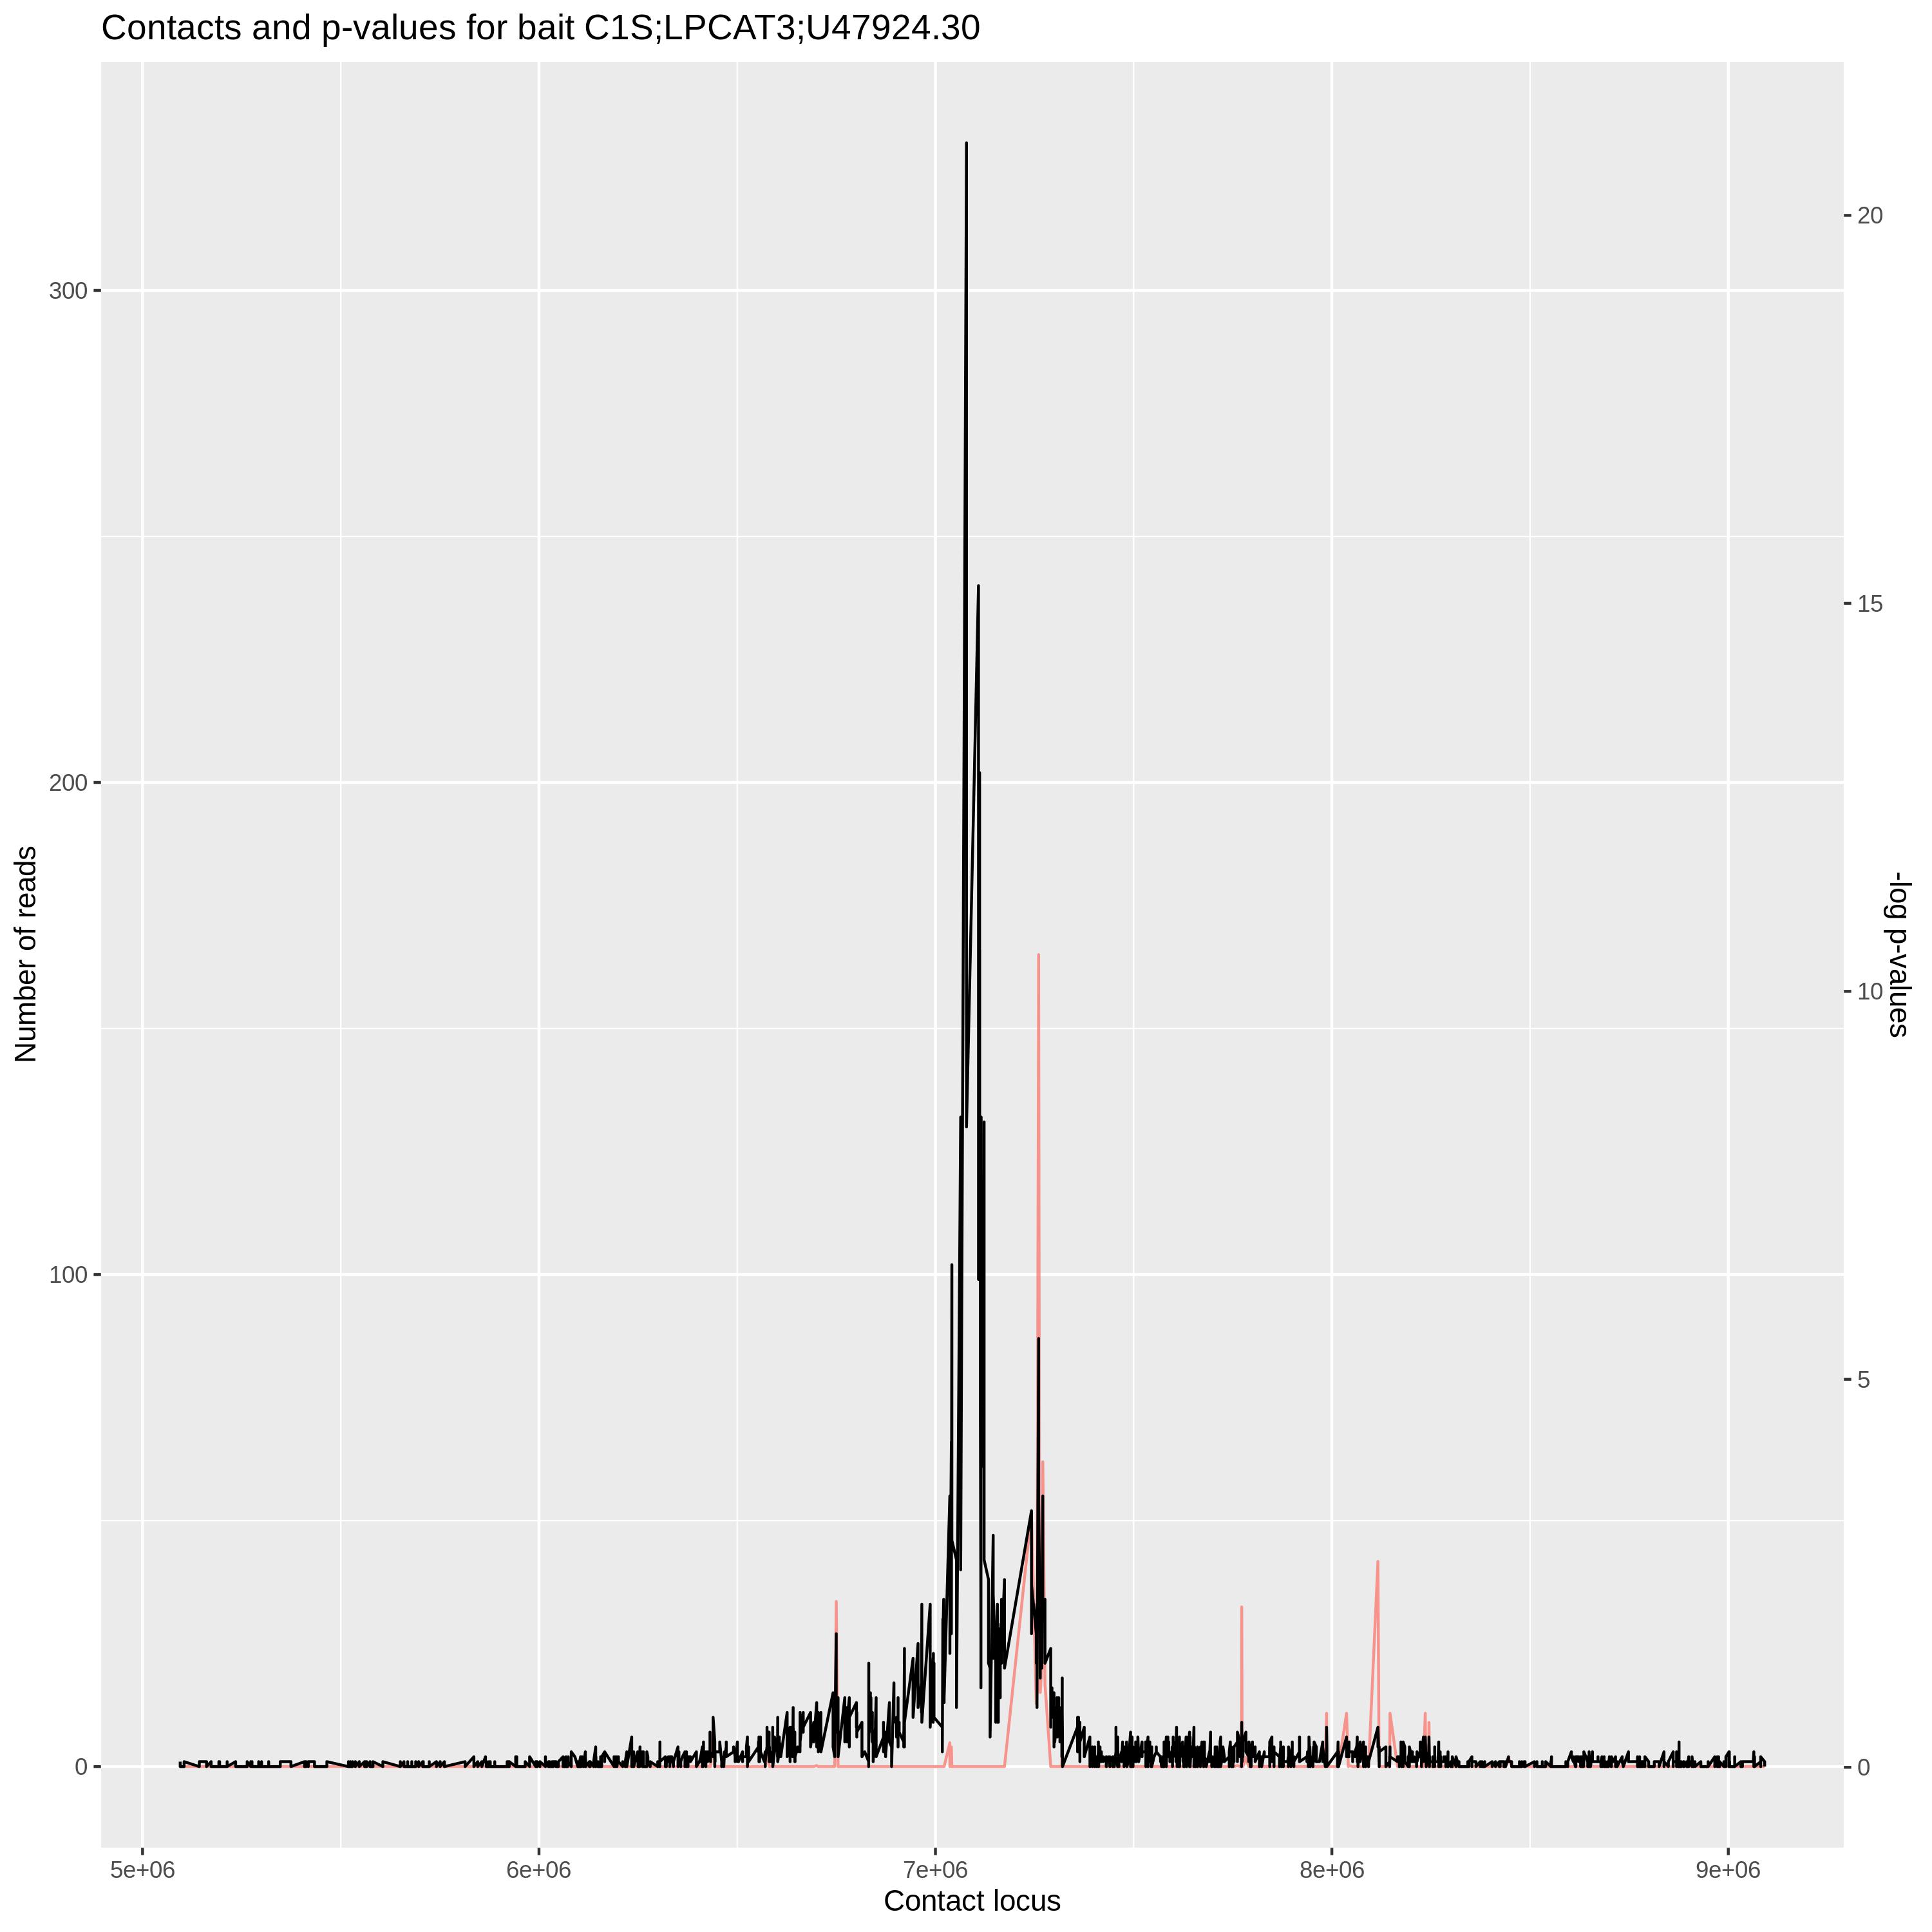 Contacts and p-values for bait C1S;LPCAT3;U47924.30
300
200
100
0
Number of reads
20
15
10
5
0
-log p-values
5e+06 6e+06 7e+06 8e+06 9e+06
Contact locus